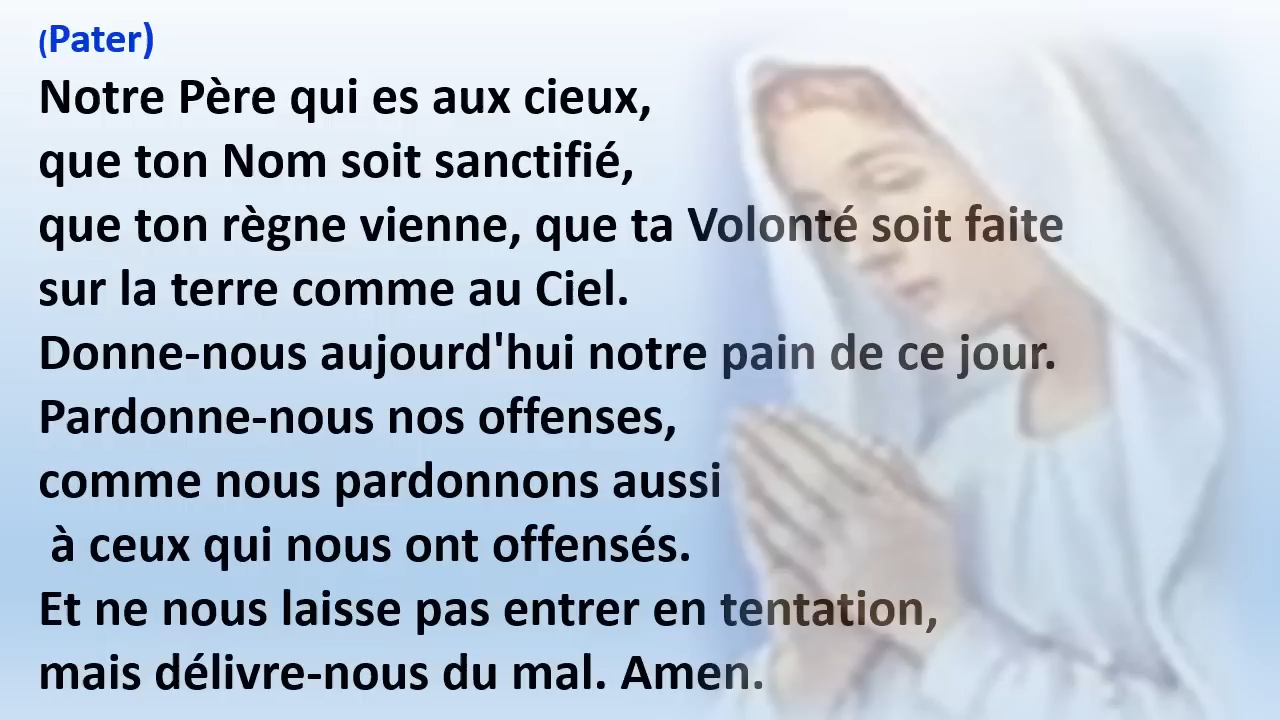 (Pater)
Notre Père qui es aux cieux,
que ton Nom soit sanctifié,
que ton règne vienne, que ta Volonté soit faite
sur la terre comme au Ciel.
Donne-nous aujourd'hui notre pain de ce jour.
Pardonne-nous nos offenses,
comme nous pardonnons aussi
à ceux qui nous ont offensés.
Et ne nous laisse pas entrer en tentation,
mais délivre-nous du mal. Amen.